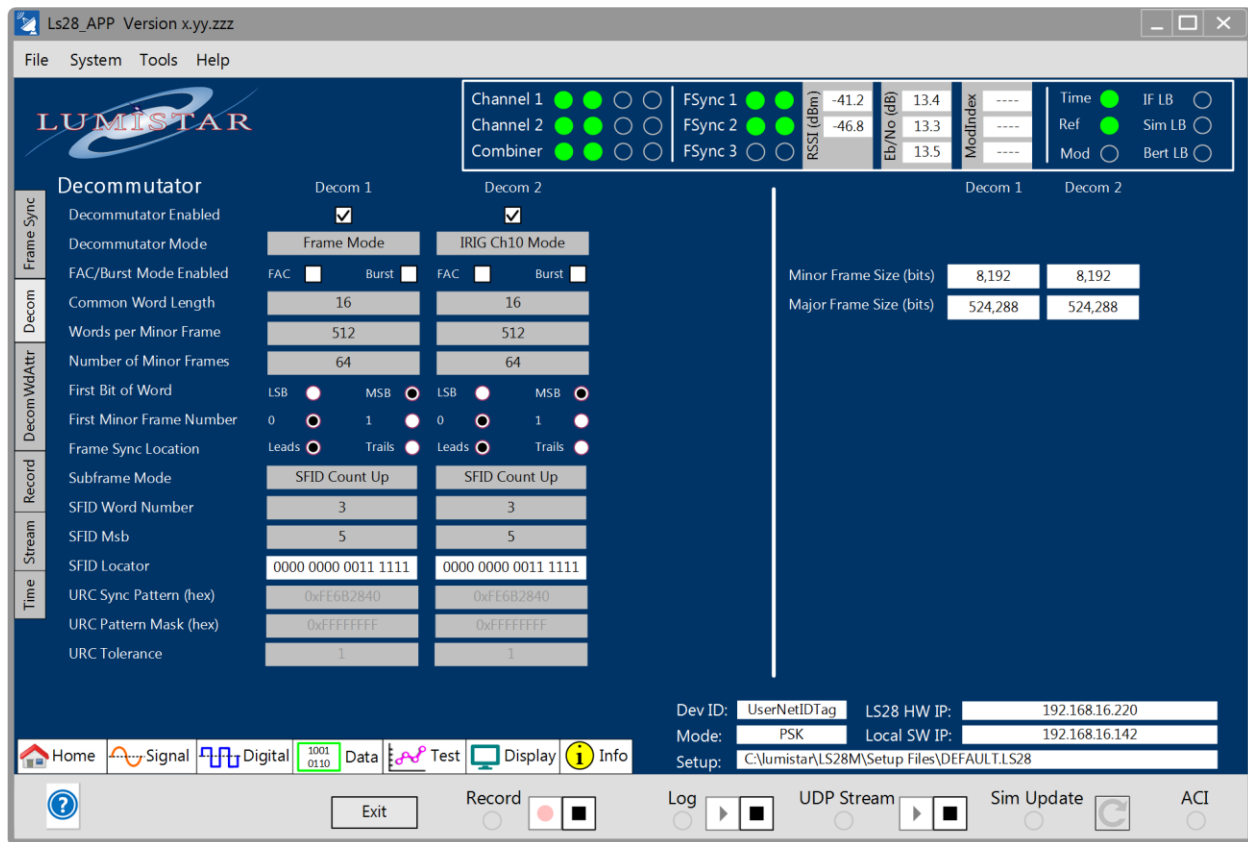 Ls28_APP Version x.yy.zzz
File System Tools Help
LUMISTAR
Channel 1
Channel 2
Combiner
FSync 1
FSync 2
FSync 3
RSSI (dBm)
-41.2
-46.8
Eb/No (dB)
13.4
13.3
13.5
ModIndex
----
----
----
Time
Ref
Mod
IF LB
Sim LB
Bert LB
Frame Sync
Decom
DecomWdAttr
Record
Stream
Time
Decommutator Decom 1 Decom 2
Decommutator Enabled
Decommutator Mode Frame Mode IRIG Ch10 Mode
FAC/Burst Mode Enabled FAC Burst FAC Burst
Common Word Length 16 16
Words per Minor Frame 512 512
Number of Minor Frames 64 64
First Bit of Word LSB MSB LSB MSB
First Minor Frame Number 0 1 0 1
Frame Sync Location Leads Trails Leads Trails
Subframe Mode SFID Count Up SFID Count Up
SFID Word Number 3 3
SFID Msb 5 5
SFID Locator 0000 0000 0011 1111 0000 0000 0011 1111
URC Sync Pattern (hex) 0xFE6B2840 0xFE6B2840
URC Pattern Mask (hex) 0xFFFFFFFF 0xFFFFFFFF
URC Tolerance 1 1
Decom 1 Decom 2
Minor Frame Size (bits) 8,192 8,192
Major Frame Size (bits) 524,288 524,288
Dev ID: UserNetIDTag LS28 HW IP: 192.168.16.220
Mode: PSK Local SW IP: 192.168.16.142
Setup: C:\lumistar\LS28M\Setup Files\DEFAULT.LS28
Home Signal Digital 1001 0110 Data Test Display i Info
? Exit Record Log UDP Stream Sim Update ACI